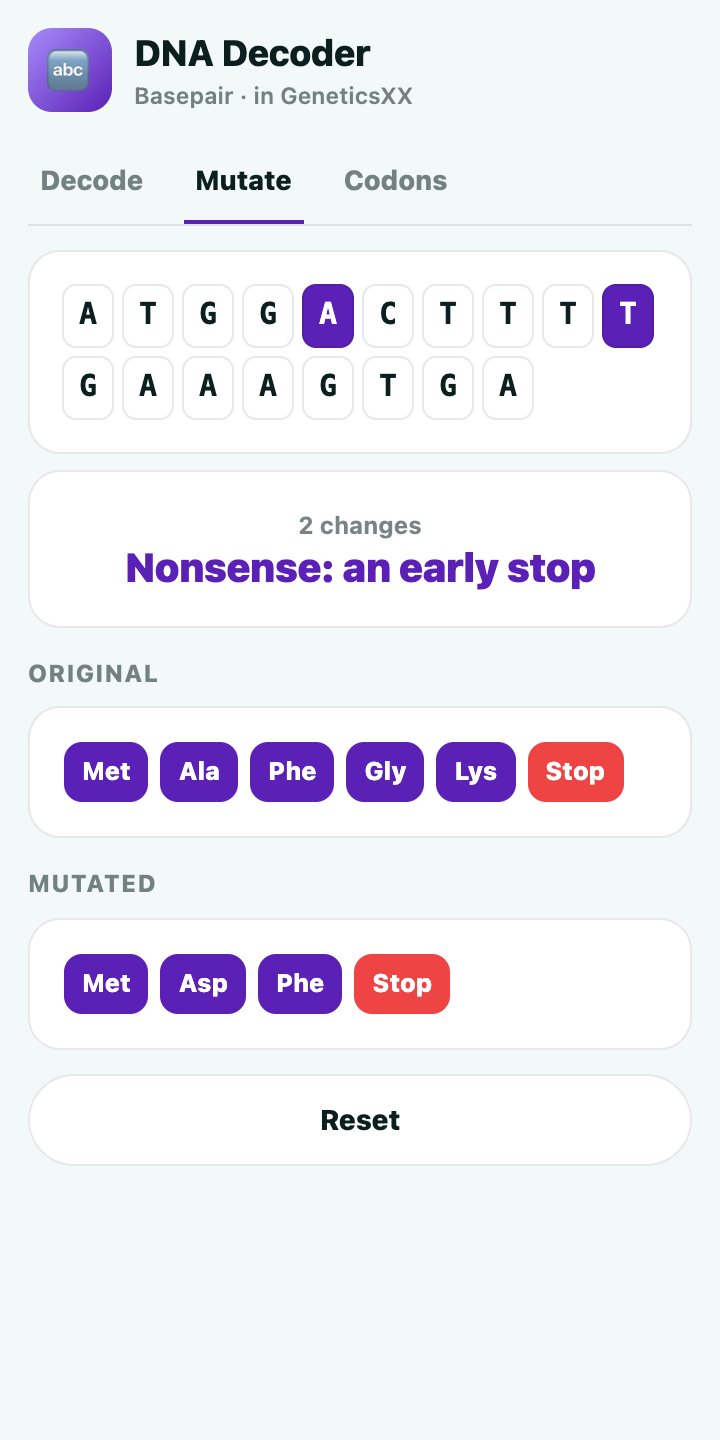 abc
DNA Decoder
Basepair · in GeneticsXX
Decode Mutate Codons
A T G G A C T T T T
G A A A G T G A
2 changes
Nonsense: an early stop
ORIGINAL
Met Ala Phe Gly Lys Stop
MUTATED
Met Asp Phe Stop
Reset